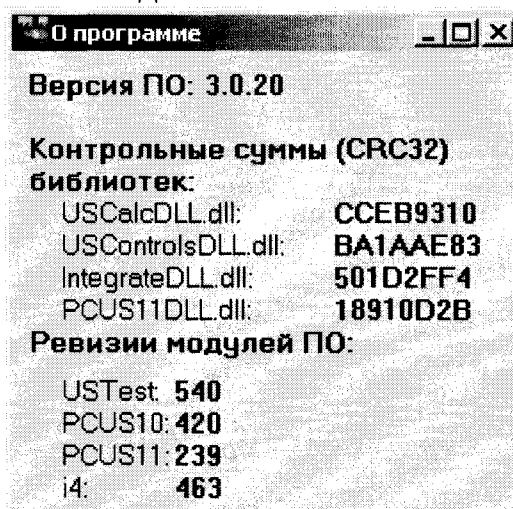 О программе
Версия ПО: 3.0.20
Контрольные суммы (CRC32)
библиотек:
USCalcDLL.dll: CCEB9310
USControlsDLL.dll: BA1AAE83
IntegrateDLL.dll: 501D2FF4
PCUS11DLL.dll: 18910D2B
Ревизии модулей ПО:
USTest: 540
PCUS10: 420
PCUS11: 239
i4: 463